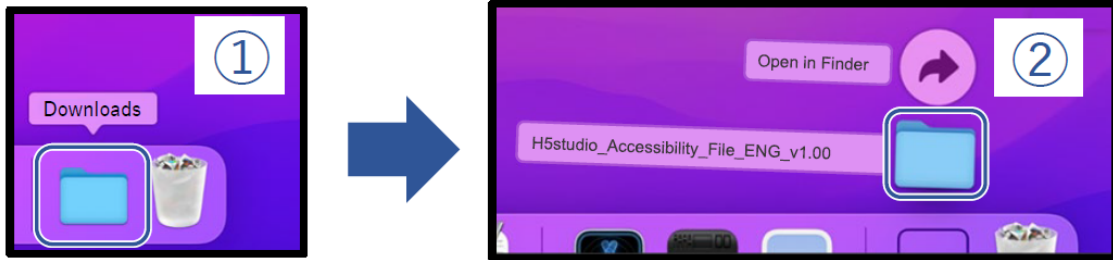 ①
Downloads
②
Open in Finder
H5studio_Accessibility_File_ENG_v1.00